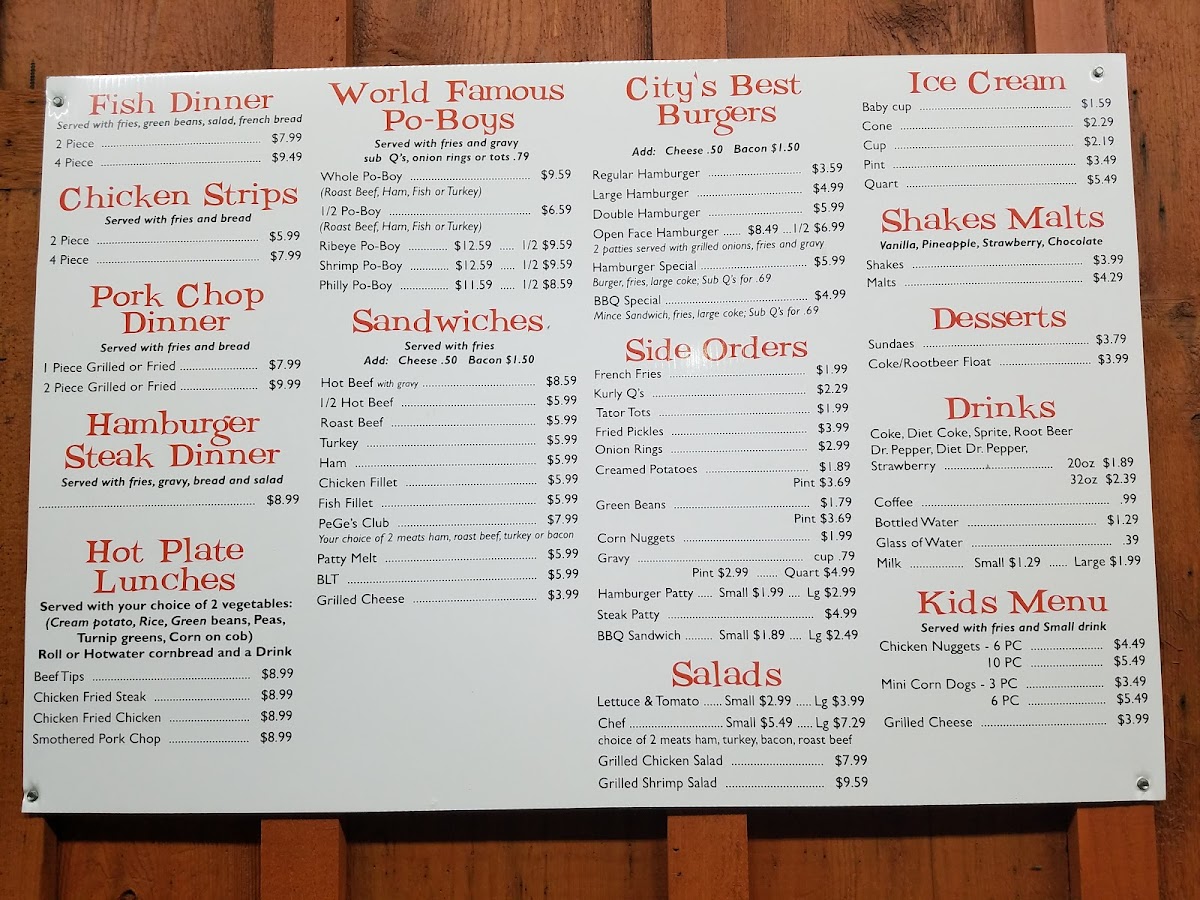 Fish Dinner
Served with fries, green beans, salad, french bread
2 Piece ........ $7.99
4 Piece ........ $9.49
Chicken Strips
Served with fries and bread
2 Piece ........ $5.99
4 Piece ........ $7.99
Pork Chop
Dinner
Served with fries and bread
1 Piece Grilled or Fried ........ $7.99
2 Piece Grilled or Fried ........ $9.99
Hamburger
Steak Dinner
Served with fries, gravy, bread and salad
........ $8.99
Hot Plate
Lunches
Served with your choice of 2 vegetables:
(Cream potato, Rice, Green beans, Peas,
Turnip greens, Corn on cob)
Roll or Hotwater cornbread and a Drink
Beef Tips ........ $8.99
Chicken Fried Steak ........ $8.99
Chicken Fried Chicken ........ $8.99
Smothered Pork Chop ........ $8.99
World Famous
Po-Boys
Served with fries and gravy
sub Q's, onion rings or tots .79
Whole Po-Boy ........ $9.59
(Roast Beef, Ham, Fish or Turkey)
1/2 Po-Boy ........ $6.59
(Roast Beef, Ham, Fish or Turkey)
Ribeye Po-Boy ........ $12.59 ..... 1/2 $9.59
Shrimp Po-Boy ........ $12.59 ..... 1/2 $9.59
Philly Po-Boy ........ $11.59 ..... 1/2 $8.59
Sandwiches
Served with fries
Add: Cheese .50 Bacon $1.50
Hot Beef with gravy ........ $8.59
1/2 Hot Beef ........ $5.99
Roast Beef ........ $5.99
Turkey ........ $5.99
Ham ........ $5.99
Chicken Fillet ........ $5.99
Fish Fillet ........ $5.99
PeGe's Club ........ $7.99
Your choice of 2 meats ham, roast beef, turkey or bacon
Patty Melt ........ $5.99
BLT ........ $5.99
Grilled Cheese ........ $3.99
City's Best
Burgers
Add: Cheese .50 Bacon $1.50
Regular Hamburger ........ $3.59
Large Hamburger ........ $4.99
Double Hamburger ........ $5.99
Open Face Hamburger ..... $8.49 ...1/2 $6.99
2 patties served with grilled onions, fries and gravy
Hamburger Special ........ $5.99
Burger, fries, large coke; Sub Q's for .69
BBQ Special ........ $4.99
Mince Sandwich, fries, large coke; Sub Q's for .69
Side Orders
French Fries ........ $1.99
Kurly Q's ........ $2.29
Tator Tots ........ $1.99
Fried Pickles ........ $3.99
Onion Rings ........ $2.99
Creamed Potatoes ........ $1.89
Pint $3.69
Green Beans ........ $1.79
Pint $3.69
Corn Nuggets ........ $1.99
Gravy ........ cup .79
Pint $2.99 ....... Quart $4.99
Hamburger Patty ..... Small $1.99 .... Lg $2.99
Steak Patty ........ $4.99
BBQ Sandwich ......... Small $1.89 .... Lg $2.49
Salads
Lettuce & Tomato ...... Small $2.99 ..... Lg $3.99
Chef ........ Small $5.49 ..... Lg $7.29
choice of 2 meats ham, turkey, bacon, roast beef
Grilled Chicken Salad ........ $7.99
Grilled Shrimp Salad ........ $9.59
Ice Cream
Baby cup ........ $1.59
Cone ........ $2.29
Cup ........ $2.19
Pint ........ $3.49
Quart ........ $5.49
Shakes Malts
Vanilla, Pineapple, Strawberry, Chocolate
Shakes ........ $3.99
Malts ........ $4.29
Desserts
Sundaes ........ $3.79
Coke/Rootbeer Float ........ $3.99
Drinks
Coke, Diet Coke, Sprite, Root Beer
Dr. Pepper, Diet Dr. Pepper,
Strawberry ........ 20oz $1.89
32oz $2.39
Coffee ........ .99
Bottled Water ........ $1.29
Glass of Water ........ .39
Milk ........ Small $1.29 ..... Large $1.99
Kids Menu
Served with fries and Small drink
Chicken Nuggets - 6 PC ........ $4.49
10 PC ........ $5.49
Mini Corn Dogs - 3 PC ........ $3.49
6 PC ........ $5.49
Grilled Cheese ........ $3.99